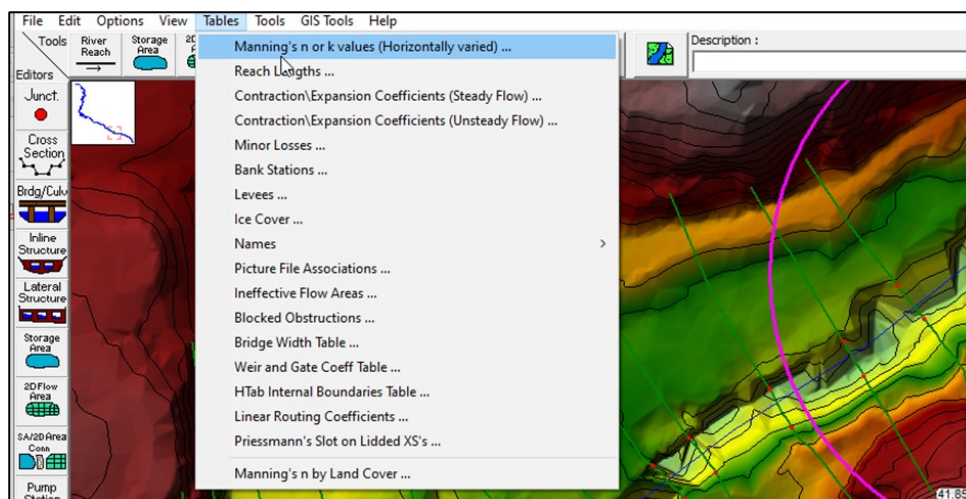 File Edit Options View Tables Tools GIS Tools Help
Tools
River
Reach
Storage
Area
Description :
Editors
Junct.
Cross
Section
Brdg/Culv
Inline
Structure
Lateral
Structure
Storage
Area
2D Flow
Area
SA/2D Area
Conn
Pump
Station
Manning's n or k values (Horizontally varied) ...
Reach Lengths ...
Contraction\Expansion Coefficients (Steady Flow) ...
Contraction\Expansion Coefficients (Unsteady Flow) ...
Minor Losses ...
Bank Stations ...
Levees ...
Ice Cover ...
Names
Picture File Associations ...
Ineffective Flow Areas ...
Blocked Obstructions ...
Bridge Width Table ...
Weir and Gate Coeff Table ...
HTab Internal Boundaries Table ...
Linear Routing Coefficients ...
Priessmann's Slot on Lidded XS's ...
Manning's n by Land Cover ...